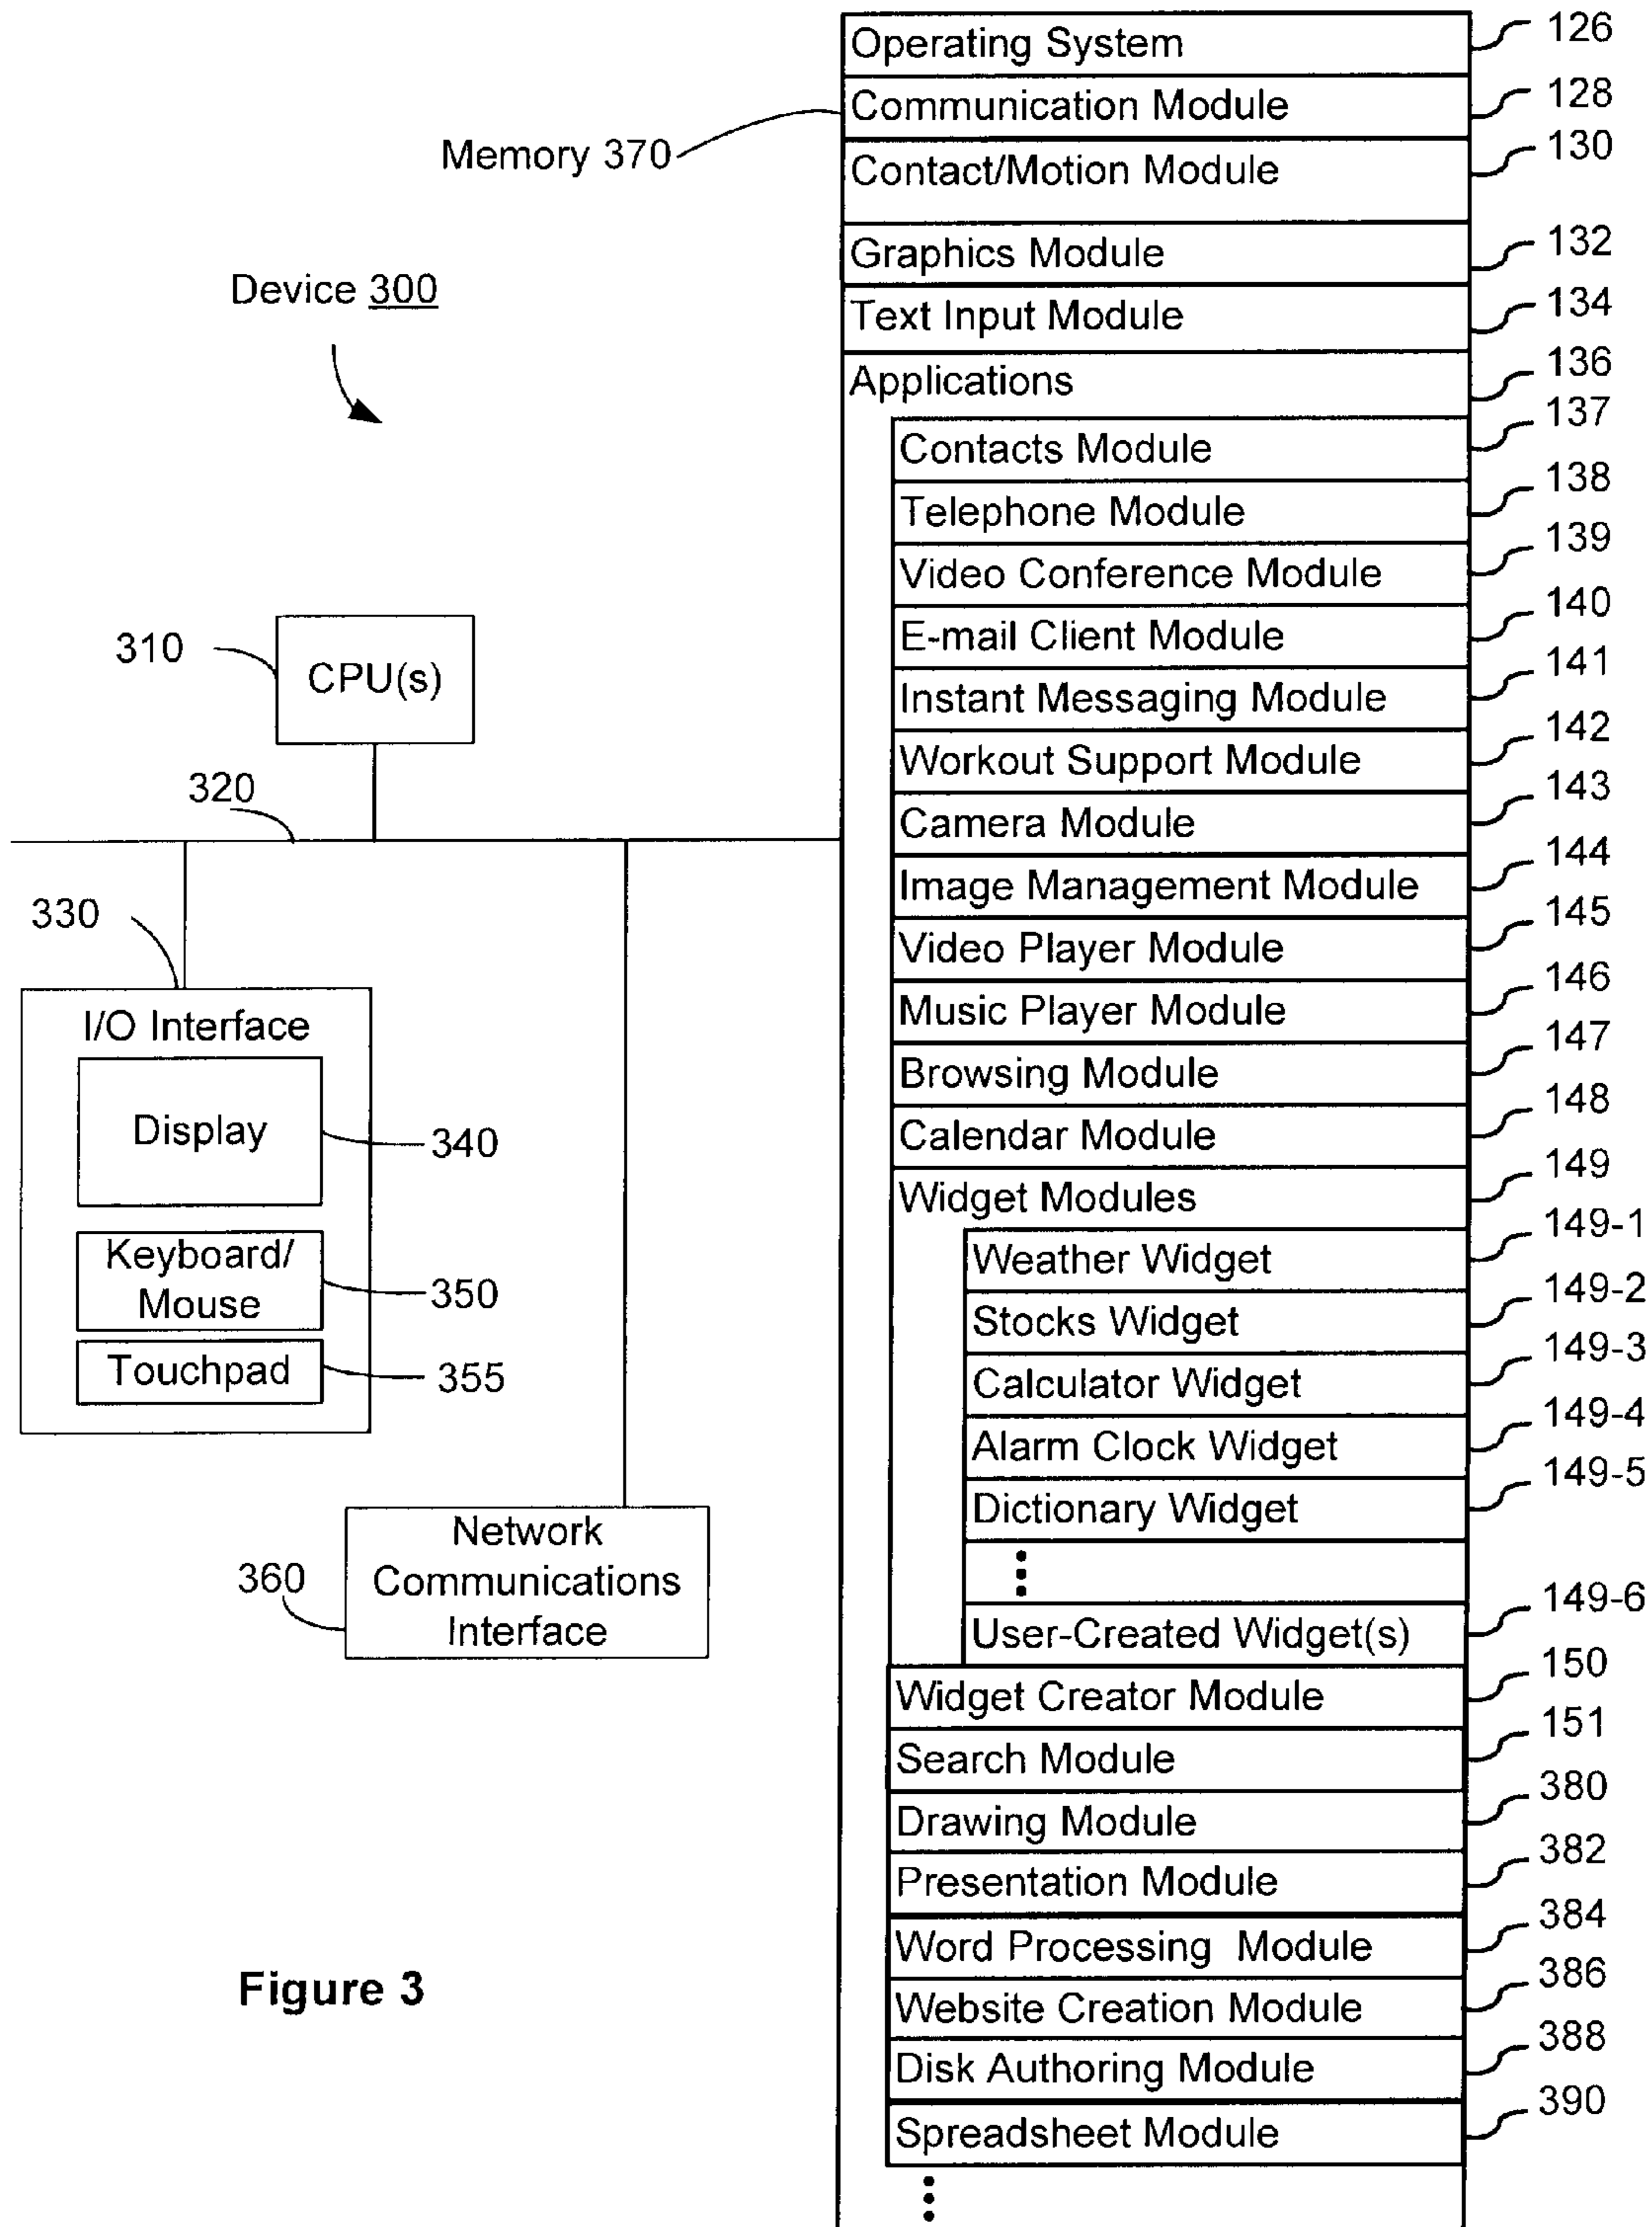 Operating System 126
Communication Module 128
Memory 370
Contact/Motion Module 130
Graphics Module 132
Device 300
Text Input Module 134
Applications 136
Contacts Module 137
Telephone Module 138
Video Conference Module 139
E-mail Client Module 140
310
CPU(s)
Instant Messaging Module 141
Workout Support Module 142
320
Camera Module 143
Image Management Module 144
330
Video Player Module 145
I/O Interface
Music Player Module 146
Browsing Module 147
Display 340
Calendar Module 148
Widget Modules 149
Keyboard/
Mouse 350
Weather Widget 149-1
Stocks Widget 149-2
Touchpad 355
Calculator Widget 149-3
Alarm Clock Widget 149-4
Dictionary Widget 149-5
360
Network
Communications
Interface
User-Created Widget(s) 149-6
Widget Creator Module 150
Search Module 151
Drawing Module 380
Presentation Module 382
Word Processing Module 384
Figure 3
Website Creation Module 386
Disk Authoring Module 388
Spreadsheet Module 390